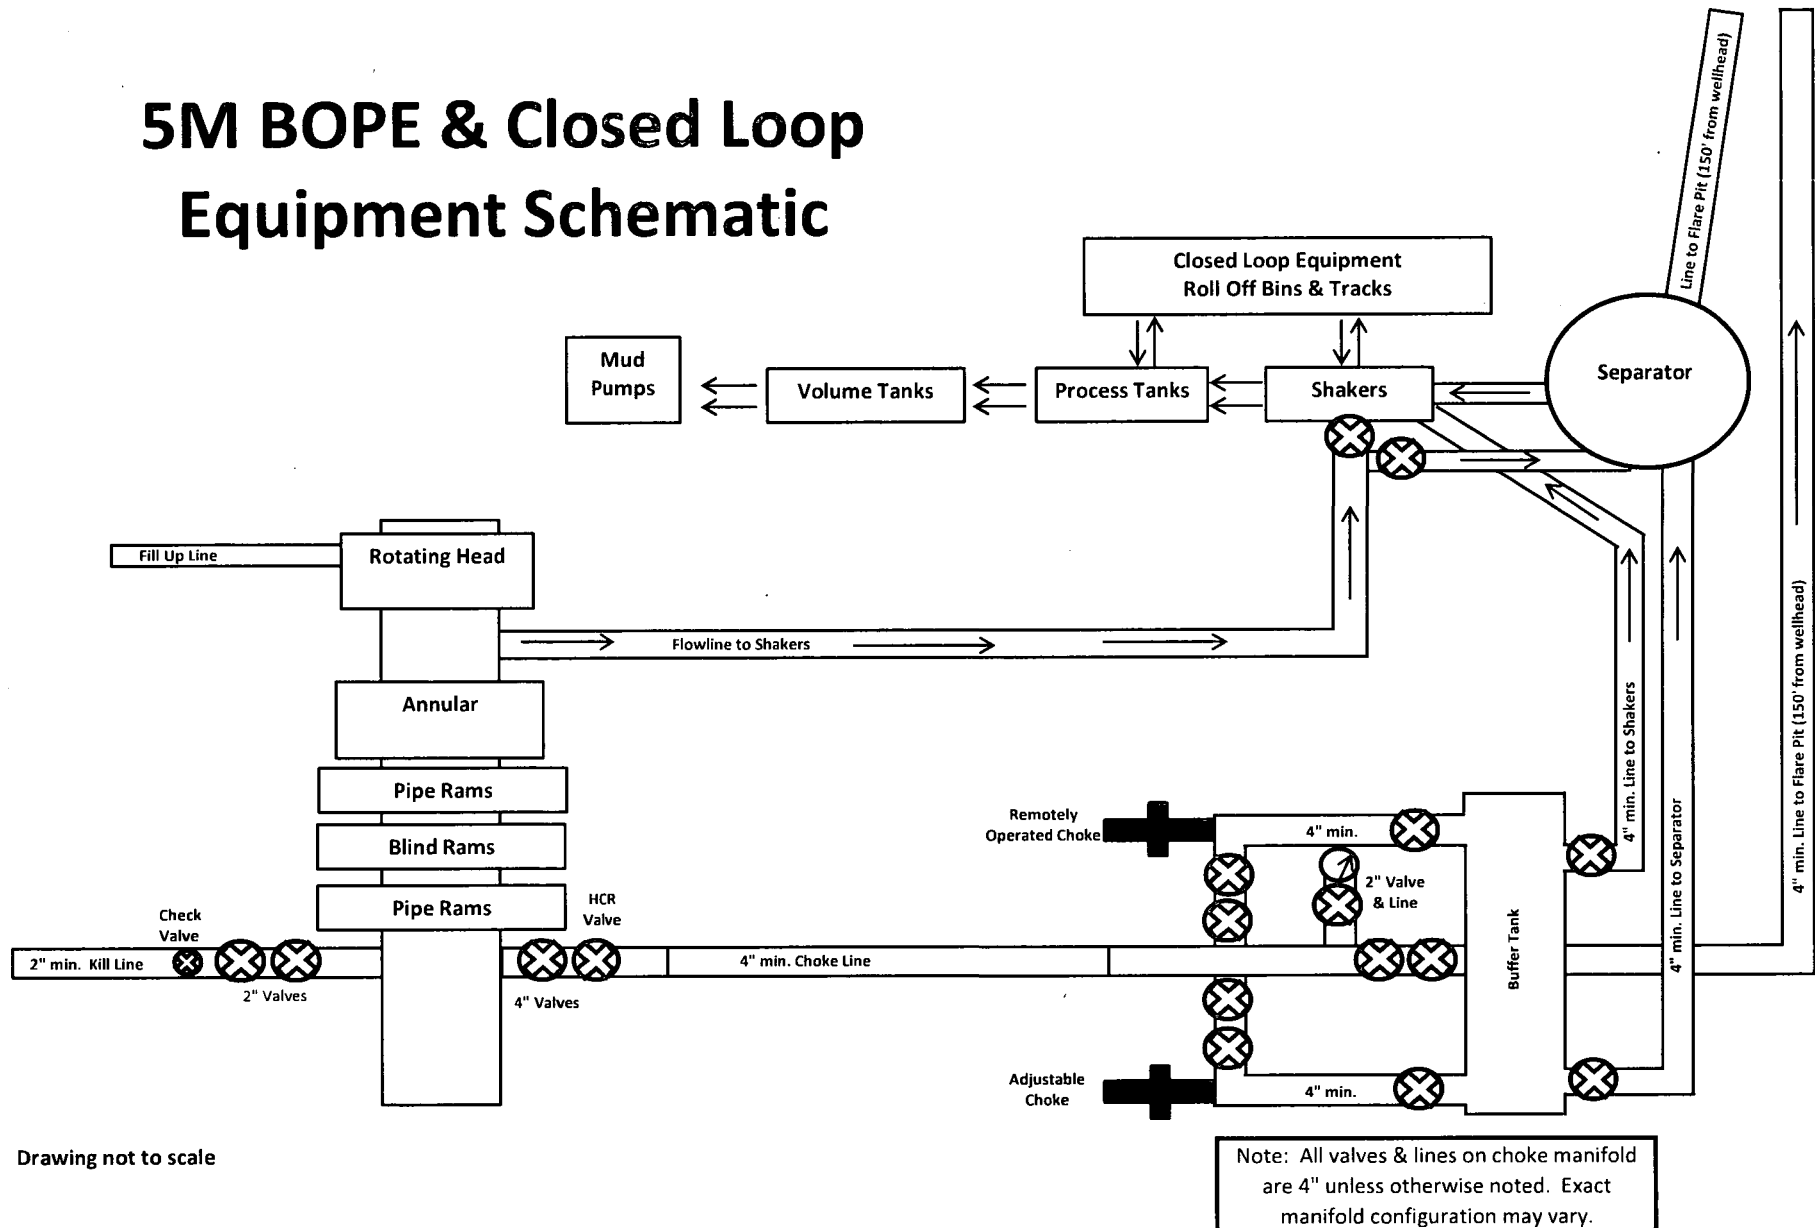 5M BOPE & Closed Loop
Equipment Schematic
Line to Flare Pit (150' from wellhead)
Closed Loop Equipment
Roll Off Bins & Tracks
Mud
Pumps
Volume Tanks
Process Tanks
Shakers
Separator
Fill Up Line
Rotating Head
Flowline to Shakers
Annular
Pipe Rams
Blind Rams
Pipe Rams
Check
Valve
HCR
Valve
2" min. Kill Line
2" Valves
4" Valves
4" min. Choke Line
Remotely
Operated Choke
4" min.
2" Valve
& Line
Buffer Tank
4" min. Line to Shakers
4" min. Line to Separator
4" min. Line to Flare Pit (150' from wellhead)
Adjustable
Choke
4" min.
Drawing not to scale
Note: All valves & lines on choke manifold
are 4" unless otherwise noted. Exact
manifold configuration may vary.